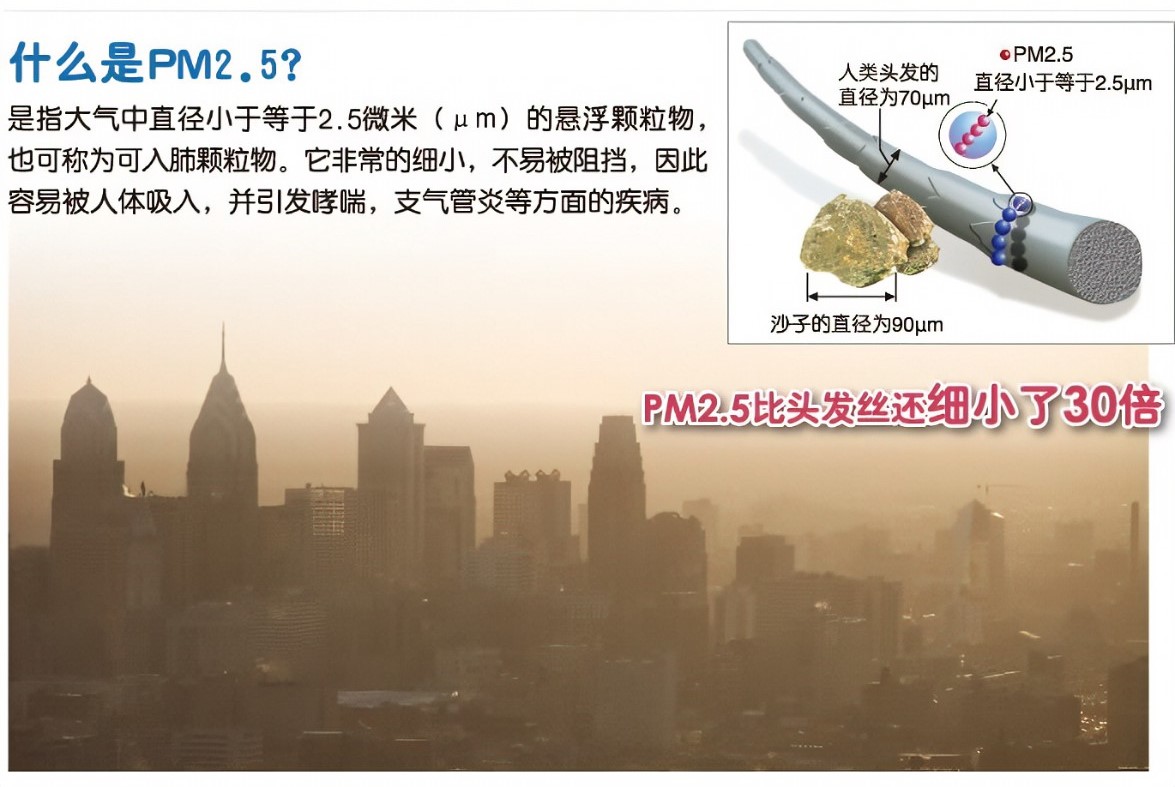 什么是PM2.5?
是指大气中直径小于等于2.5微米（μm）的悬浮颗粒物，
也可称为可入肺颗粒物。它非常的细小，不易被阻挡，因此
容易被人体吸入，并引发哮喘，支气管炎等方面的疾病。
人类头发的
直径为70μm
PM2.5
直径小于等于2.5μm
沙子的直径为90μm
PM2.5比头发丝还细小了30倍